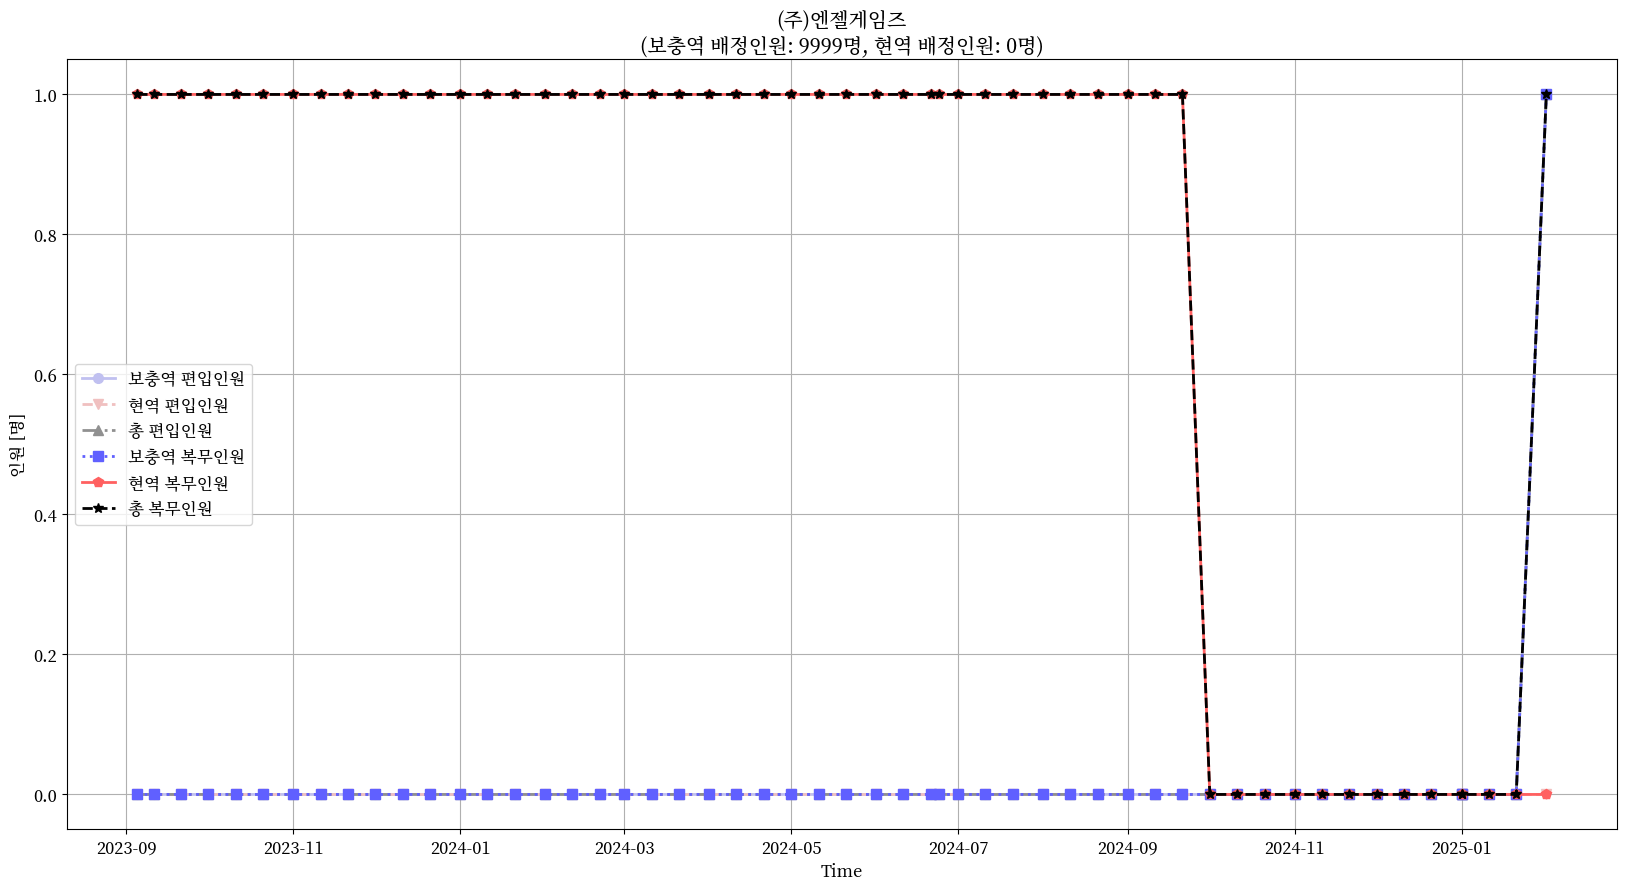 (주)엔젤게임즈
(보충역 배정인원: 9999명, 현역 배정인원: 0명)
1.0
0.8
0.6
0.4
0.2
0.0
인원 [명]
보충역 편입인원
현역 편입인원
총 편입인원
보충역 복무인원
현역 복무인원
총 복무인원
2023-09 2023-11 2024-01 2024-03 2024-05 2024-07 2024-09 2024-11 2025-01
Time